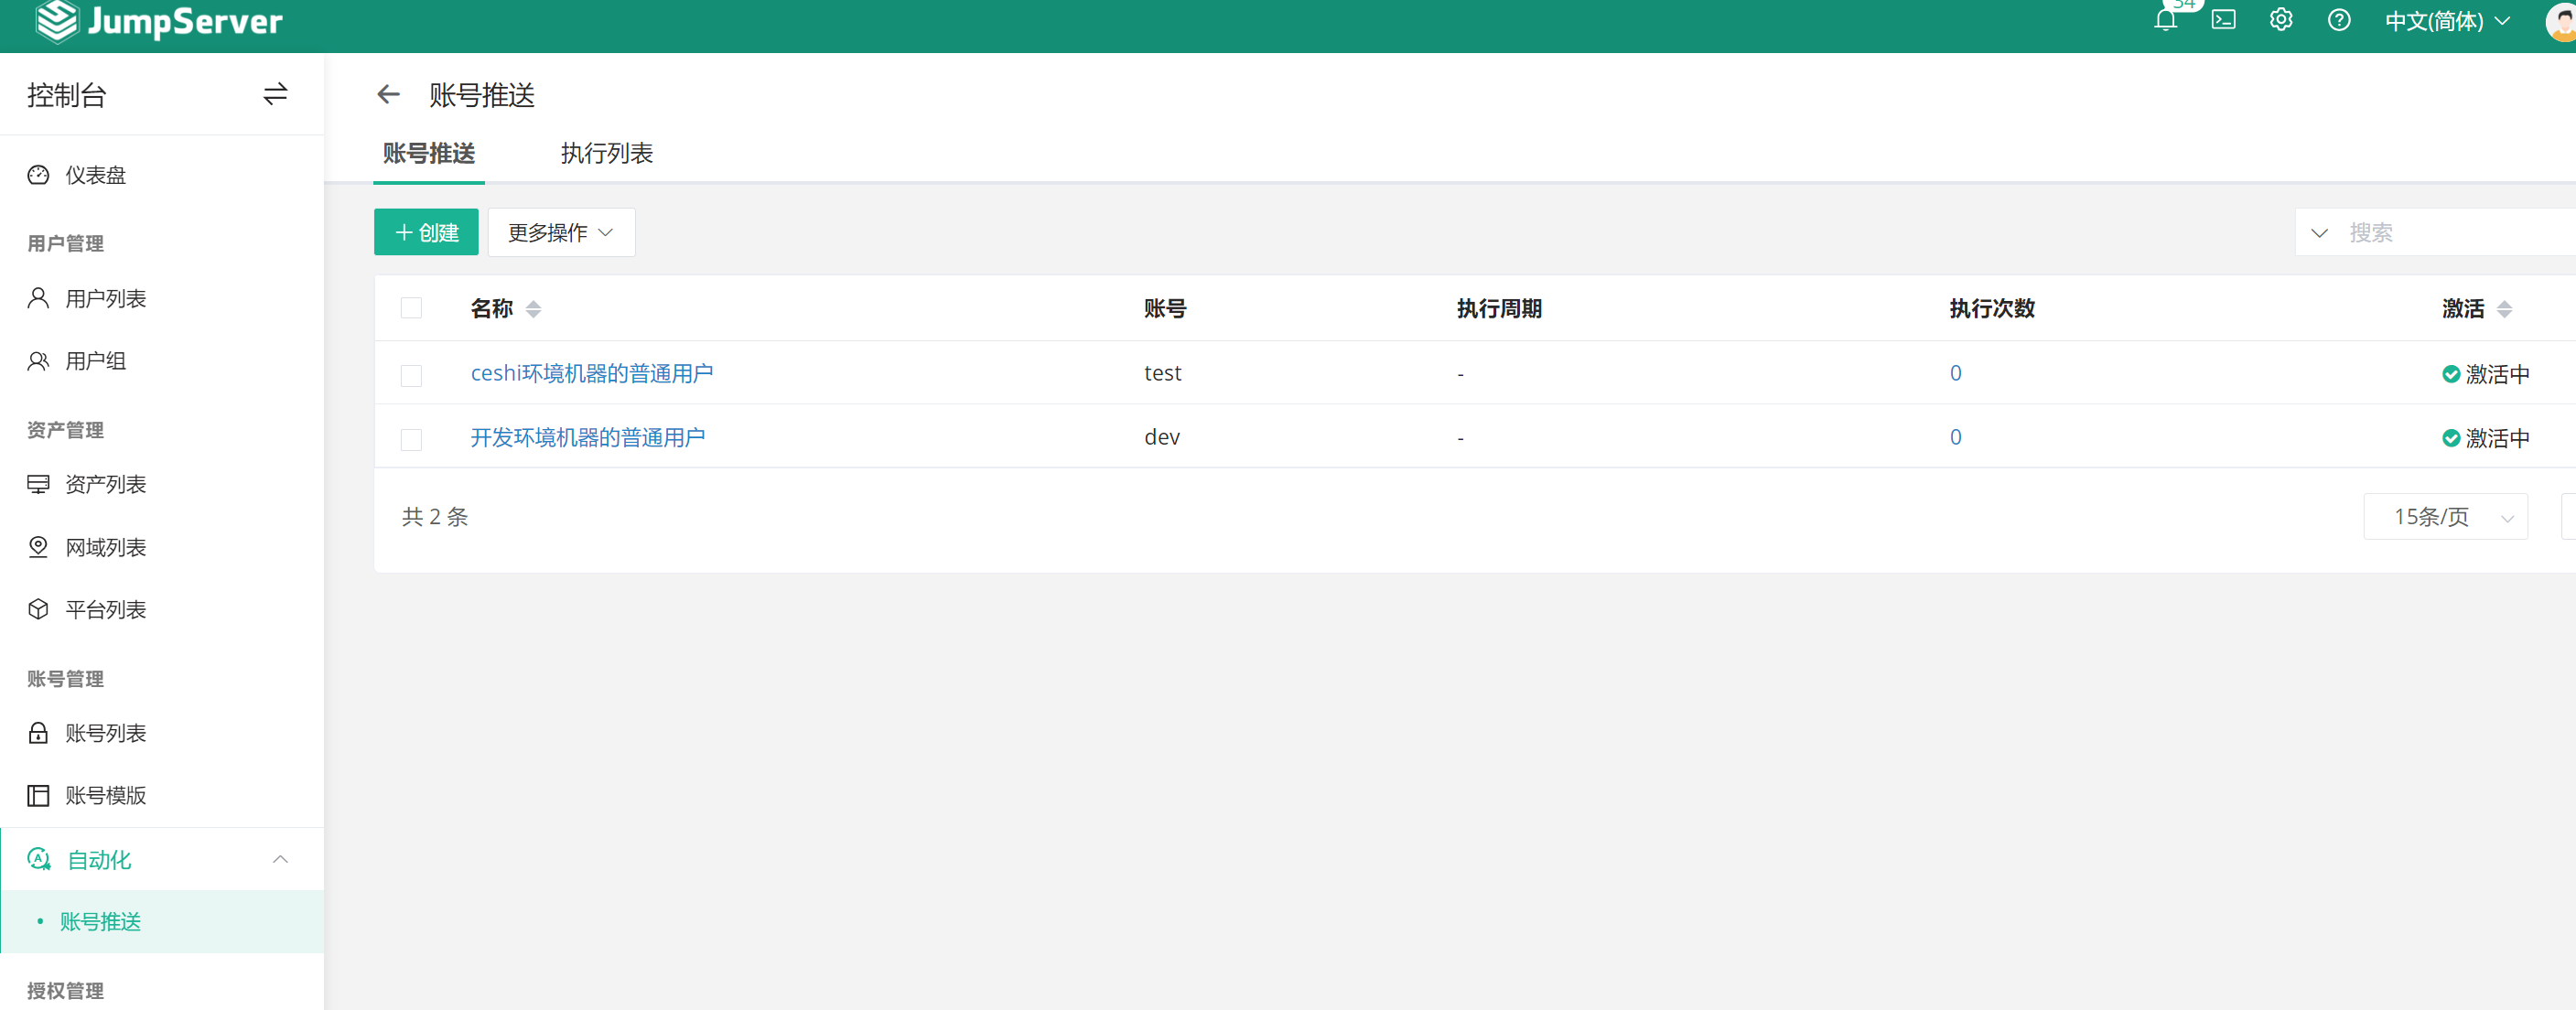 JumpServer
34
中文(简体)
控制台
仪表盘
用户管理
用户列表
用户组
资产管理
资产列表
网域列表
平台列表
账号管理
账号列表
账号模版
自动化
账号推送
授权管理
账号推送
账号推送 执行列表
创建 更多操作 搜索
名称 账号 执行周期 执行次数 激活
ceshi环境机器的普通用户 test - 0 激活中
开发环境机器的普通用户 dev - 0 激活中
共 2 条 15条/页